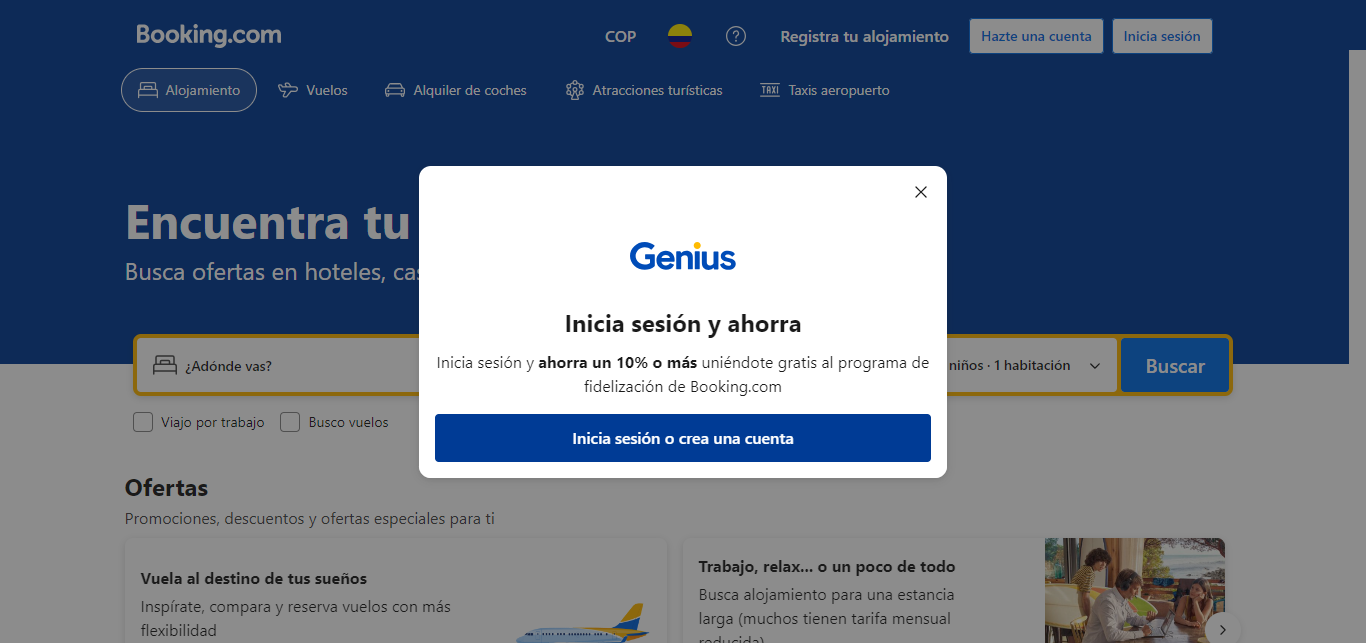 Booking.com
COP
Registra tu alojamiento
Hazte una cuenta
Inicia sesión
Alojamiento
Vuelos
Alquiler de coches
Atracciones turísticas
TAXI
Taxis aeropuerto
Encuentra tu
Busca ofertas en hoteles,
Genius
Inicia sesión y ahorra
Inicia sesión y ahorra un 10% o más uniéndote gratis al programa de
fidelización de Booking.com
Inicia sesión o crea una cuenta
¿Adónde vas?
niños · 1 habitación
Buscar
Viajo por trabajo
Busco vuelos
Ofertas
Promociones, descuentos y ofertas especiales para ti
Vuela al destino de tus sueños
Inspírate, compara y reserva vuelos con más
flexibilidad
Trabajo, relax... o un poco de todo
Busca alojamiento para una estancia
larga (muchos tienen tarifa mensual
reducida)